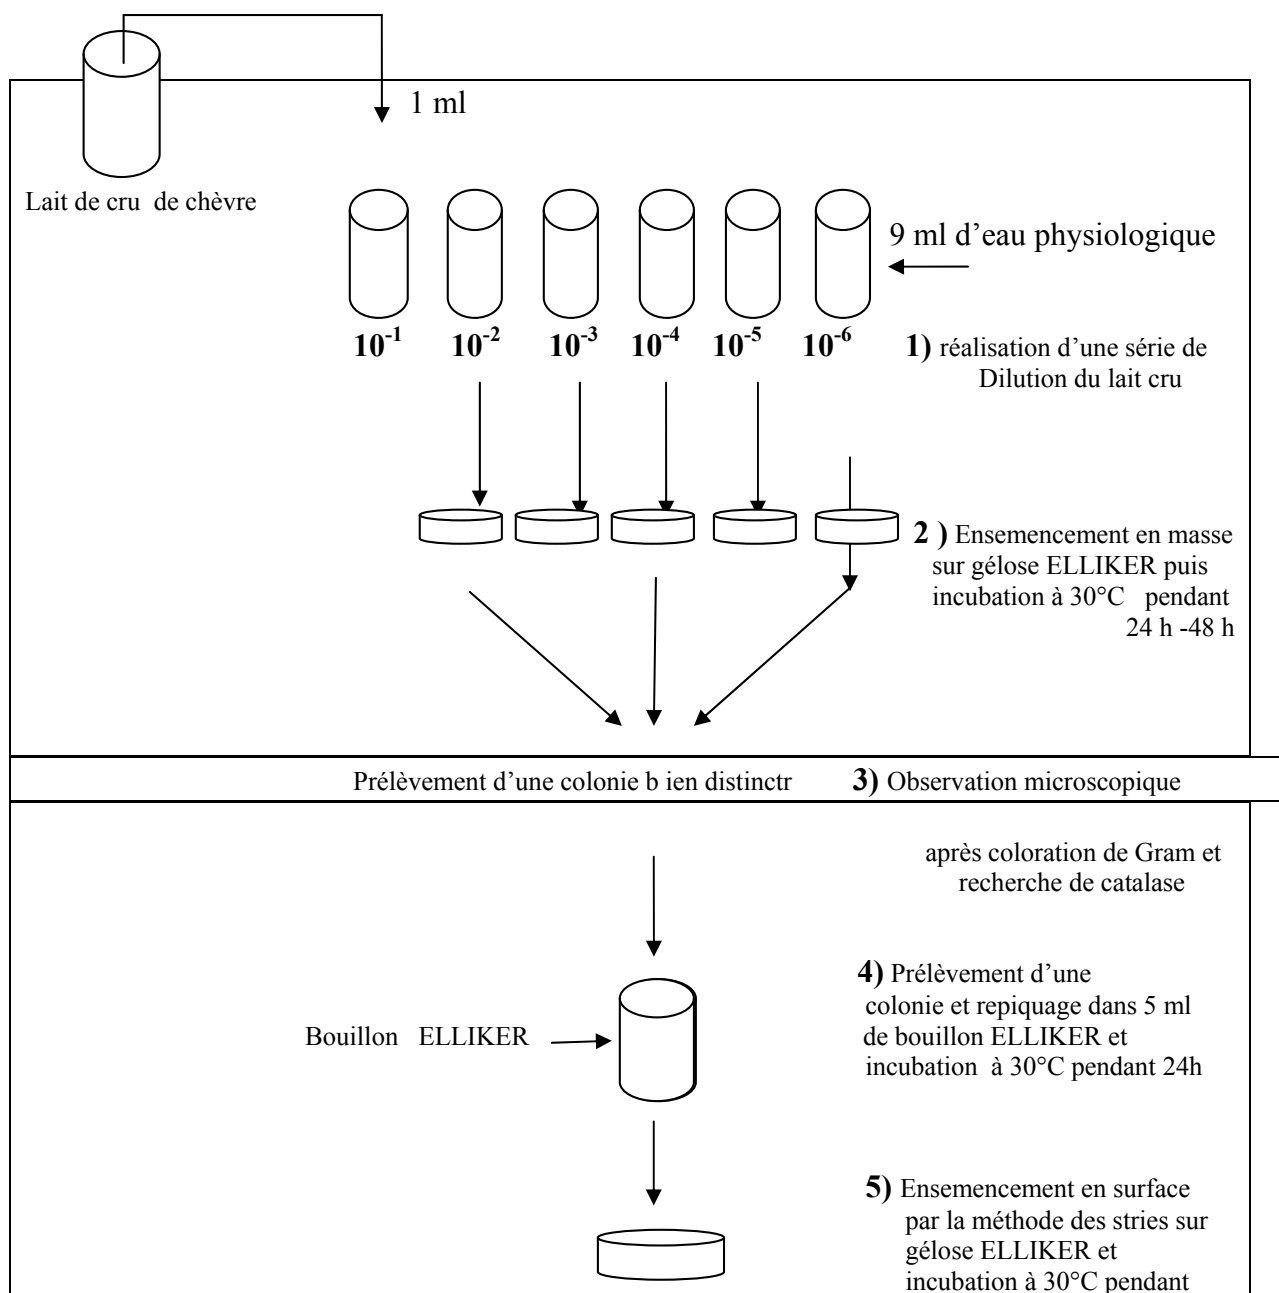 1 ml
Lait de cru de chèvre
9 ml d’eau physiologique
10-1 10-2 10-3 10-4 10-5 10-6
1) réalisation d’une série de
Dilution du lait cru
2 ) Ensemencement en masse
sur gélose ELLIKER puis
incubation à 30°C pendant
24 h -48 h
Prélèvement d’une colonie b ien distinctr 3) Observation microscopique
après coloration de Gram et
recherche de catalase
4) Prélèvement d’une
colonie et repiquage dans 5 ml
de bouillon ELLIKER et
incubation à 30°C pendant 24h
Bouillon ELLIKER
5) Ensemencement en surface
par la méthode des stries sur
gélose ELLIKER et
incubation à 30°C pendant